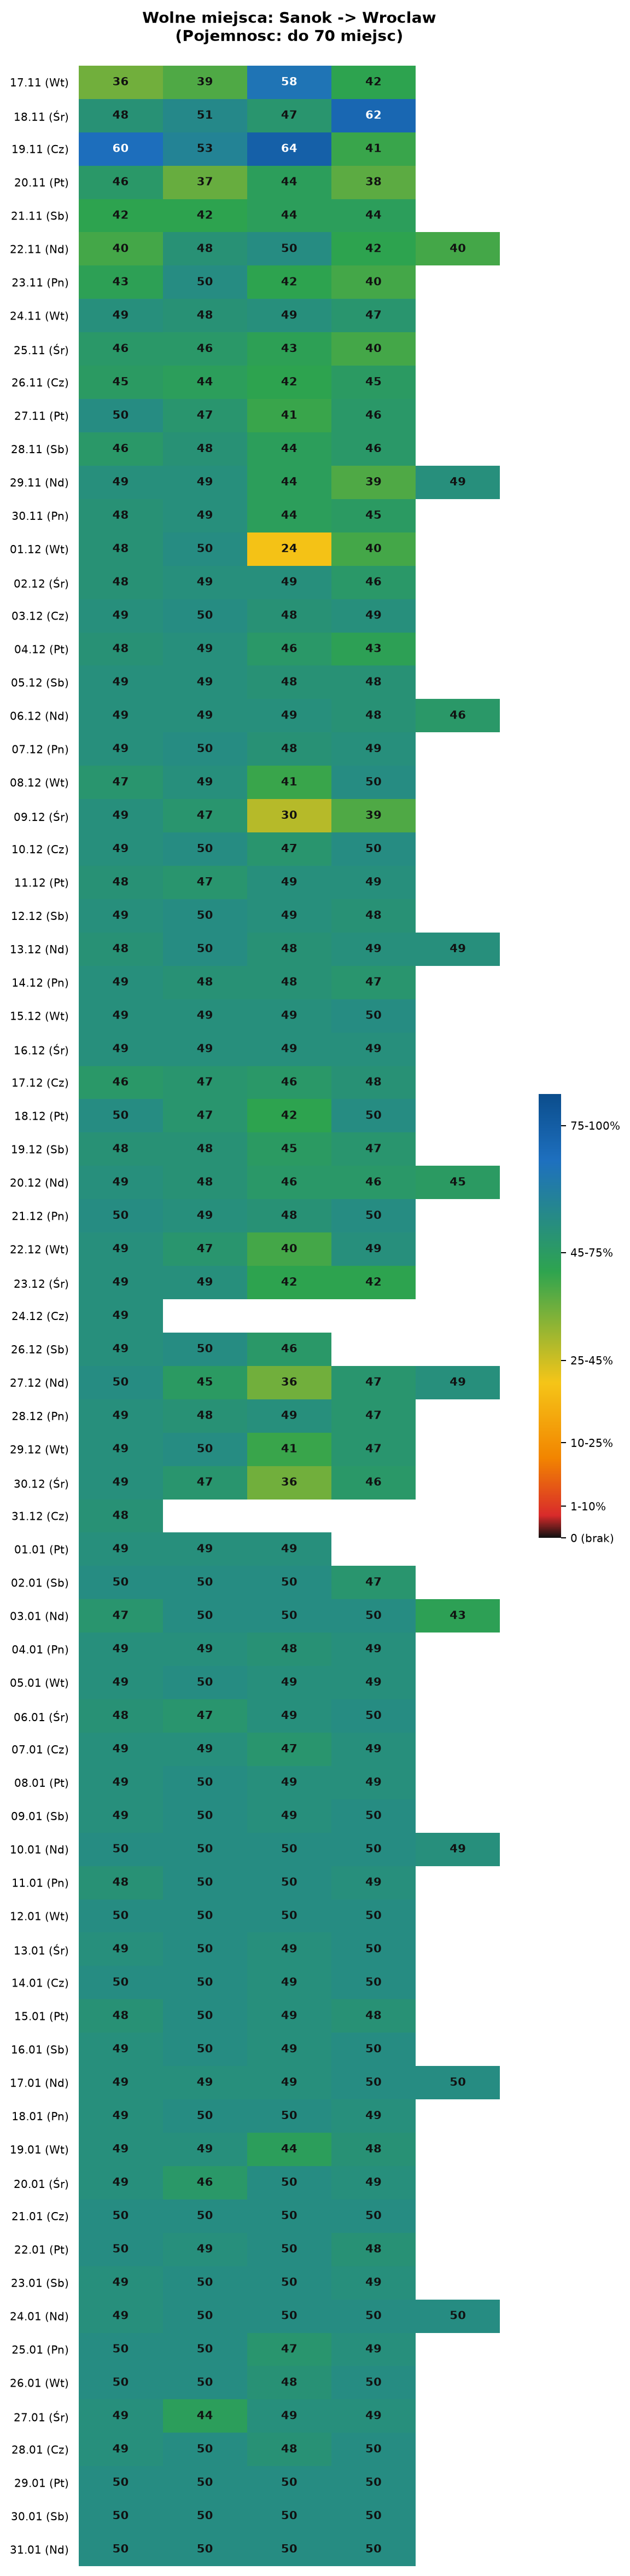 Wolne miejsca: Sanok -> Wroclaw
(Pojemnosc: do 70 miejsc)
17.11 (Wt) 36 39 58 42
18.11 (Śr) 48 51 47 62
19.11 (Cz) 60 53 64 41
20.11 (Pt) 46 37 44 38
21.11 (Sb) 42 42 44 44
22.11 (Nd) 40 48 50 42 40
23.11 (Pn) 43 50 42 40
24.11 (Wt) 49 48 49 47
25.11 (Śr) 46 46 43 40
26.11 (Cz) 45 44 42 45
27.11 (Pt) 50 47 41 46
28.11 (Sb) 46 48 44 46
29.11 (Nd) 49 49 44 39 49
30.11 (Pn) 48 49 44 45
01.12 (Wt) 48 50 24 40
02.12 (Śr) 48 49 49 46
03.12 (Cz) 49 50 48 49
04.12 (Pt) 48 49 46 43
05.12 (Sb) 49 49 48 48
06.12 (Nd) 49 49 49 48 46
07.12 (Pn) 49 50 48 49
08.12 (Wt) 47 49 41 50
09.12 (Śr) 49 47 30 39
10.12 (Cz) 49 50 47 50
11.12 (Pt) 48 47 49 49
12.12 (Sb) 49 50 49 48
13.12 (Nd) 48 50 48 49 49
14.12 (Pn) 49 48 48 47
15.12 (Wt) 49 49 49 50
16.12 (Śr) 49 49 49 49
17.12 (Cz) 46 47 46 48
18.12 (Pt) 50 47 42 50
19.12 (Sb) 48 48 45 47
20.12 (Nd) 49 48 46 46 45
21.12 (Pn) 50 49 48 50
22.12 (Wt) 49 47 40 49
23.12 (Śr) 49 49 42 42
24.12 (Cz) 49
26.12 (Sb) 49 50 46
27.12 (Nd) 50 45 36 47 49
28.12 (Pn) 49 48 49 47
29.12 (Wt) 49 50 41 47
30.12 (Śr) 49 47 36 46
31.12 (Cz) 48
01.01 (Pt) 49 49 49
02.01 (Sb) 50 50 50 47
03.01 (Nd) 47 50 50 50 43
04.01 (Pn) 49 49 48 49
05.01 (Wt) 49 50 49 49
06.01 (Śr) 48 47 49 50
07.01 (Cz) 49 49 47 49
08.01 (Pt) 49 50 49 49
09.01 (Sb) 49 50 49 50
10.01 (Nd) 50 50 50 50 49
11.01 (Pn) 48 50 50 49
12.01 (Wt) 50 50 50 50
13.01 (Śr) 49 50 49 50
14.01 (Cz) 50 50 49 50
15.01 (Pt) 48 50 49 48
16.01 (Sb) 49 50 49 50
17.01 (Nd) 49 49 49 50 50
18.01 (Pn) 49 50 50 49
19.01 (Wt) 49 49 44 48
20.01 (Śr) 49 46 50 49
21.01 (Cz) 50 50 50 50
22.01 (Pt) 50 49 50 48
23.01 (Sb) 49 50 50 49
24.01 (Nd) 49 50 50 50 50
25.01 (Pn) 50 50 47 49
26.01 (Wt) 50 50 48 50
27.01 (Śr) 49 44 49 49
28.01 (Cz) 49 50 48 50
29.01 (Pt) 50 50 50 50
30.01 (Sb) 50 50 50 50
31.01 (Nd) 50 50 50 50
75-100%
45-75%
25-45%
10-25%
1-10%
0 (brak)